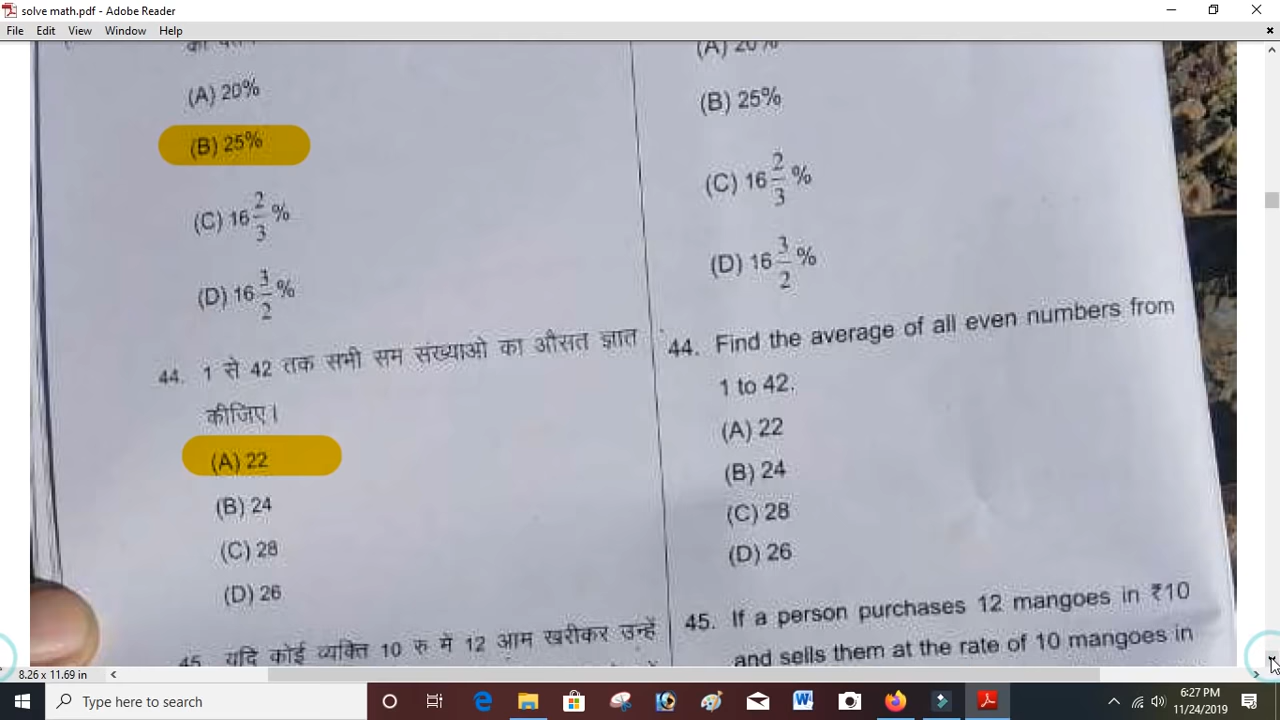 solve math.pdf - Adobe Reader
File Edit View Window Help
(A) 20%
(B) 25%
(C) 16 2/3 %
(D) 16 3/2 %
44. 1 से 42 तक सभी सम संख्याओ का औसत ज्ञात
कीजिए।
(A) 22
(B) 24
(C) 28
(D) 26
45. यदि कोई व्यक्ति 10 रु में 12 आम खरीकर उन्हें
(A) 20%
(B) 25%
(C) 16 2/3 %
(D) 16 3/2 %
44. Find the average of all even numbers from
1 to 42.
(A) 22
(B) 24
(C) 28
(D) 26
45. If a person purchases 12 mangoes in ₹10
and sells them at the rate of 10 mangoes in
8.26 x 11.69 in
Type here to search
6:27 PM
11/24/2019